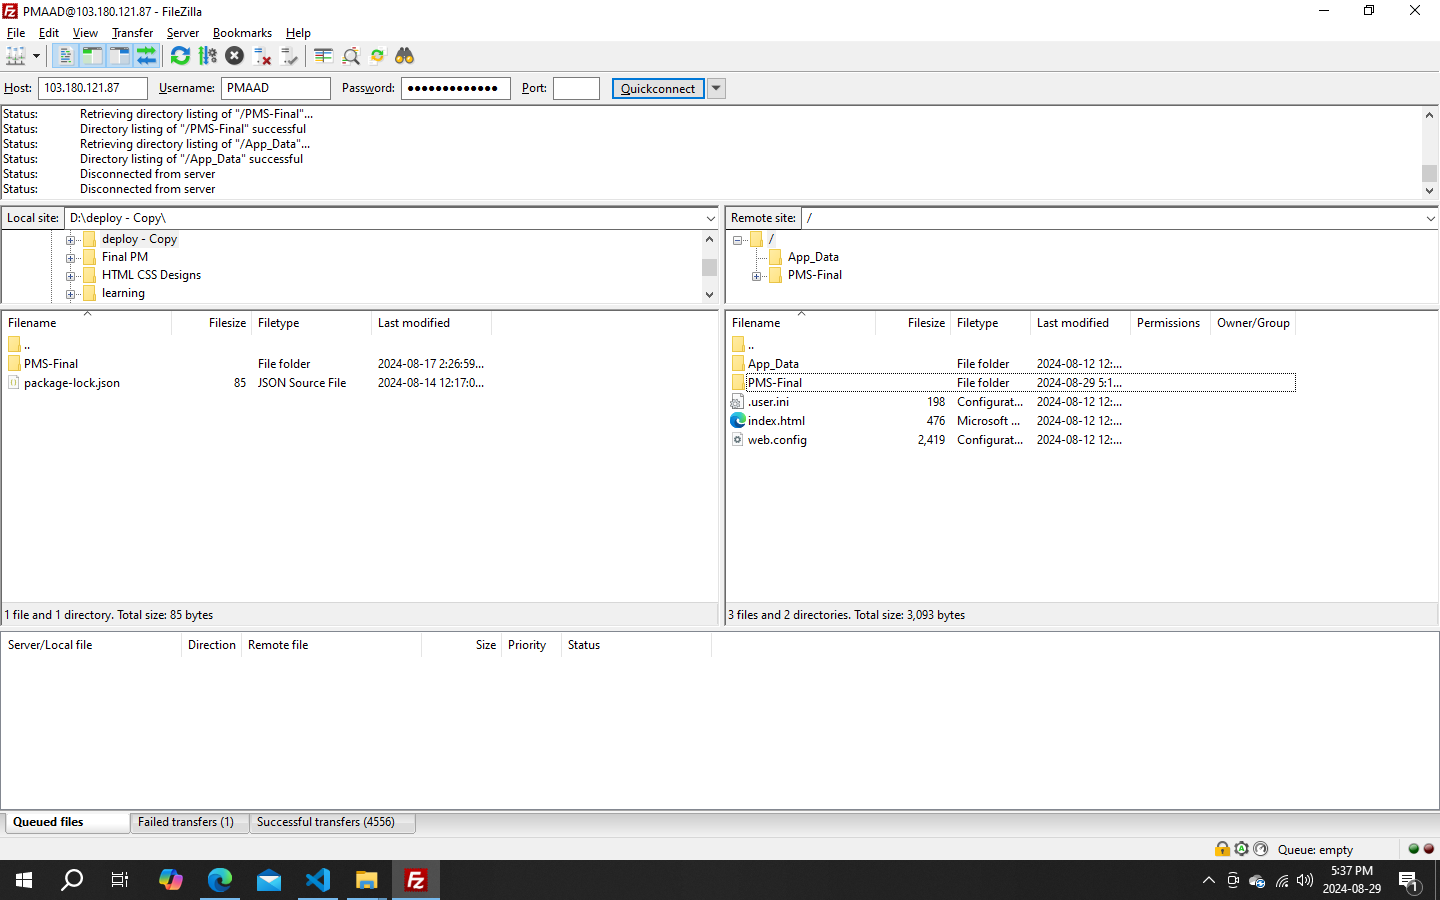 PMAAD@103.180.121.87 - FileZilla
File Edit View Transfer Server Bookmarks Help
Host: 103.180.121.87 Username: PMAAD Password: ●●●●●●●●●●●●● Port: Quickconnect
Status: Retrieving directory listing of "/PMS-Final"...
Status: Directory listing of "/PMS-Final" successful
Status: Retrieving directory listing of "/App_Data"...
Status: Directory listing of "/App_Data" successful
Status: Disconnected from server
Status: Disconnected from server
Local site: D:\deploy - Copy\
deploy - Copy
Final PM
HTML CSS Designs
learning
Filename Filesize Filetype Last modified
..
PMS-Final File folder 2024-08-17 2:26:59...
package-lock.json 85 JSON Source File 2024-08-14 12:17:0...
1 file and 1 directory. Total size: 85 bytes
Remote site: /
/
App_Data
PMS-Final
Filename Filesize Filetype Last modified Permissions Owner/Group
..
App_Data File folder 2024-08-12 12:...
PMS-Final File folder 2024-08-29 5:1...
.user.ini 198 Configurat... 2024-08-12 12:...
index.html 476 Microsoft ... 2024-08-12 12:...
web.config 2,419 Configurat... 2024-08-12 12:...
3 files and 2 directories. Total size: 3,093 bytes
Server/Local file Direction Remote file Size Priority Status
Queued files Failed transfers (1) Successful transfers (4556)
Queue: empty
5:37 PM
2024-08-29
1